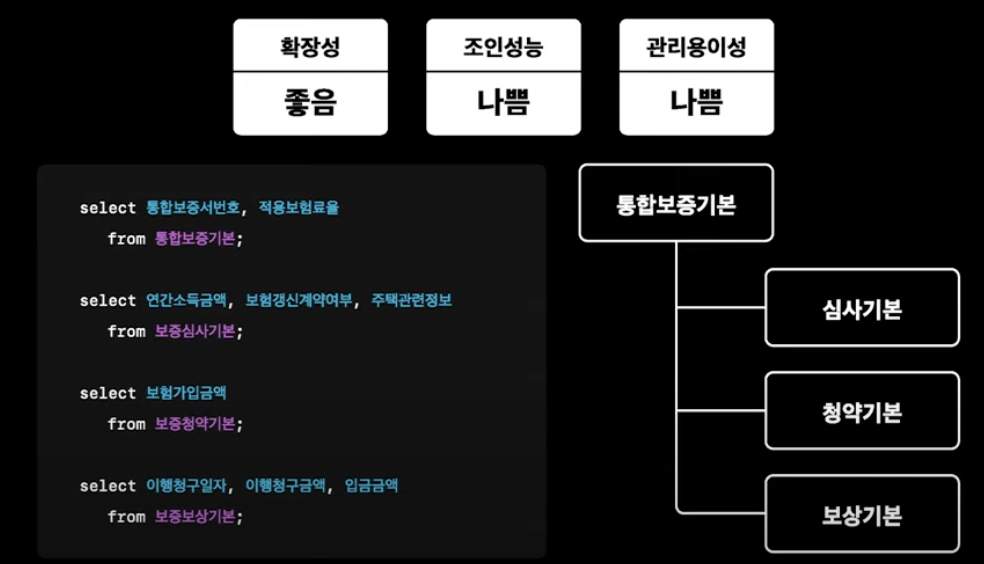 확장성
좋음
조인성능
나쁨
관리용이성
나쁨
select 통합보증서번호, 적용보험료율
from 통합보증기본;
select 연간소득금액, 보험갱신계약여부, 주택관련정보
from 보증심사기본;
select 보험가입금액
from 보증청약기본;
select 이행청구일자, 이행청구금액, 입금금액
from 보증보상기본;
통합보증기본
심사기본
청약기본
보상기본